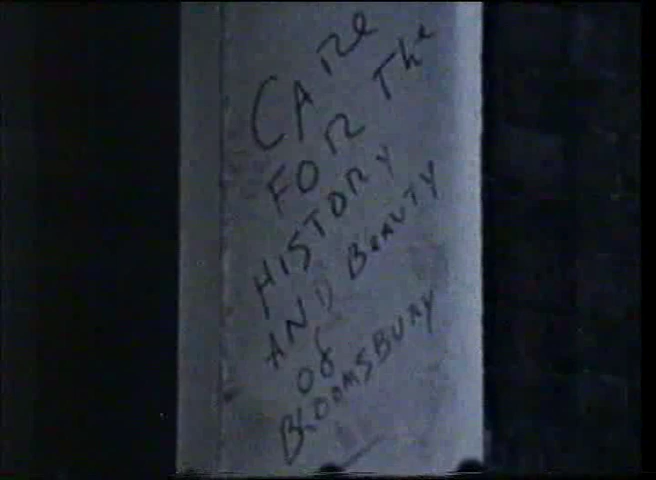 CARe
FOR The
HISTORY
AND BeAUTY
of
BLOOMSBURY